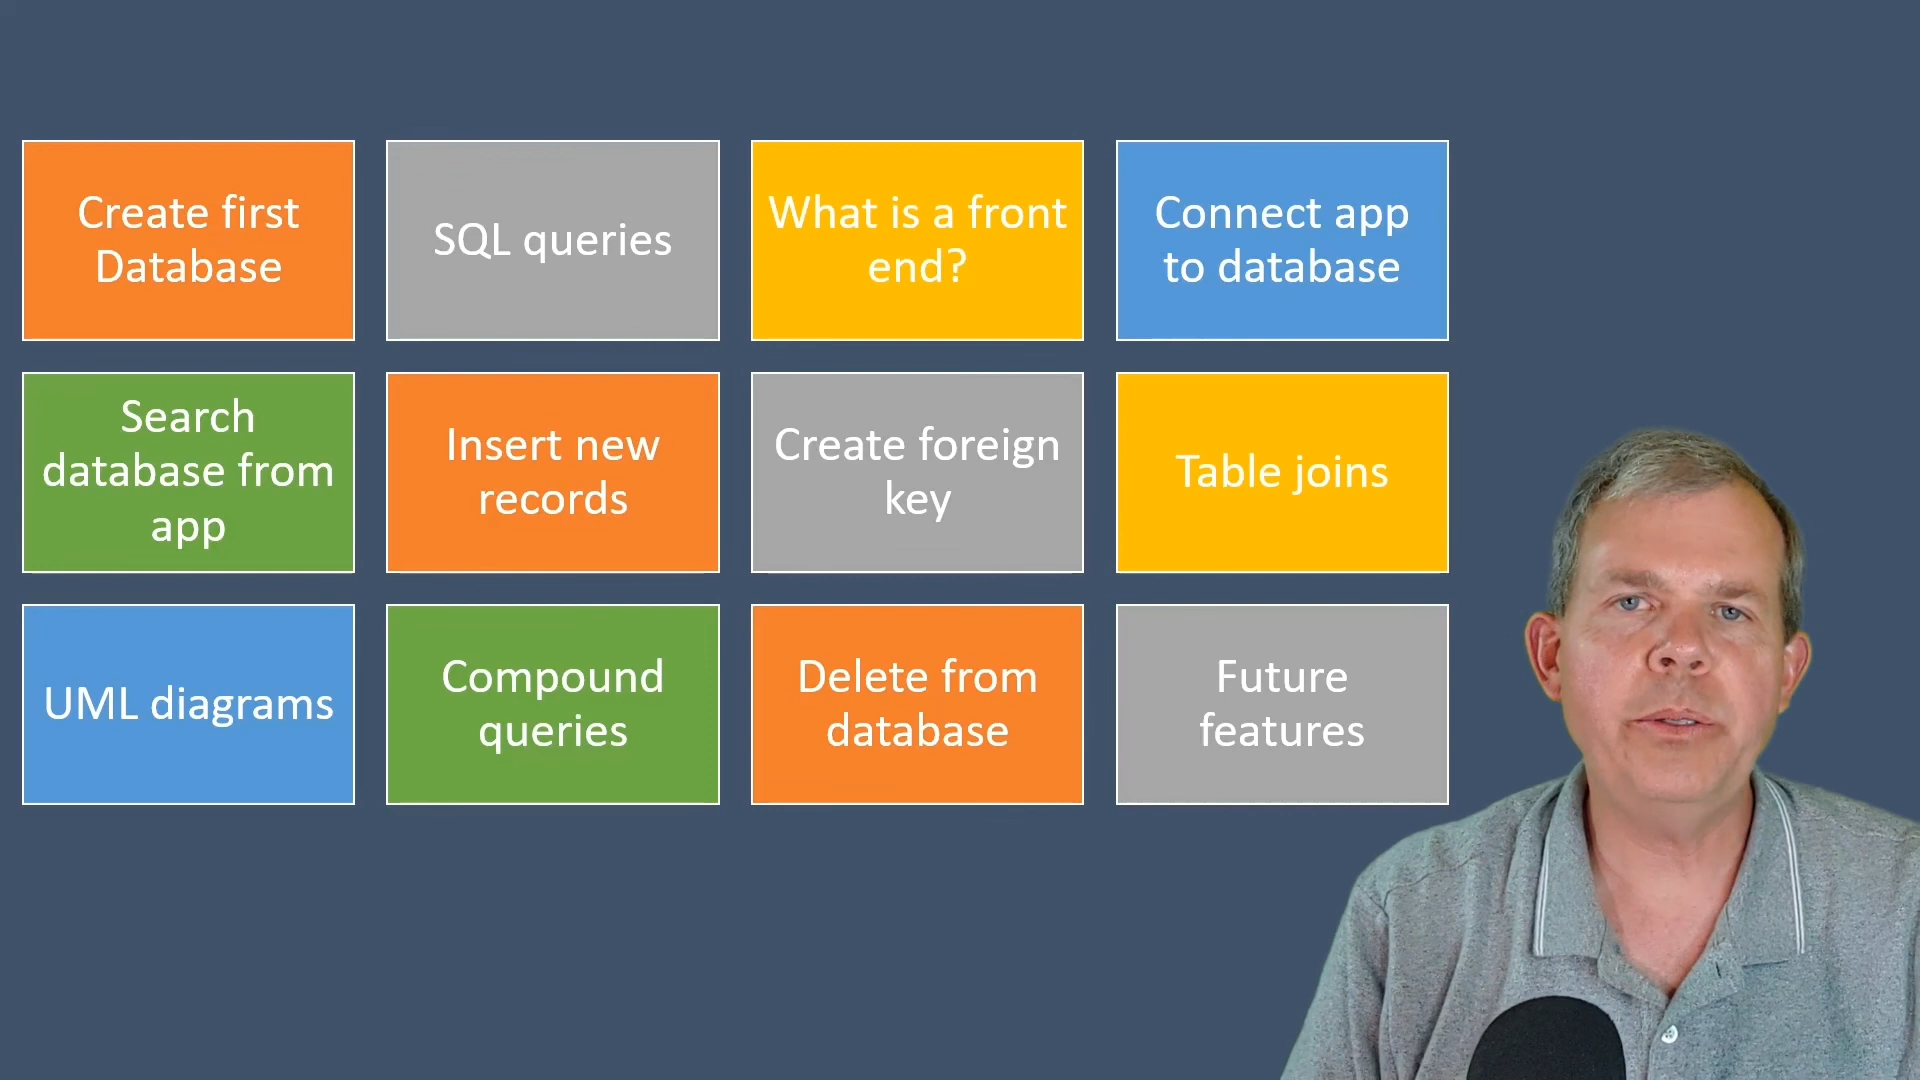 Create first
Database
SQL queries
What is a front
end?
Connect app
to database
Search
database from
app
Insert new
records
Create foreign
key
Table joins
UML diagrams
Compound
queries
Delete from
database
Future
features